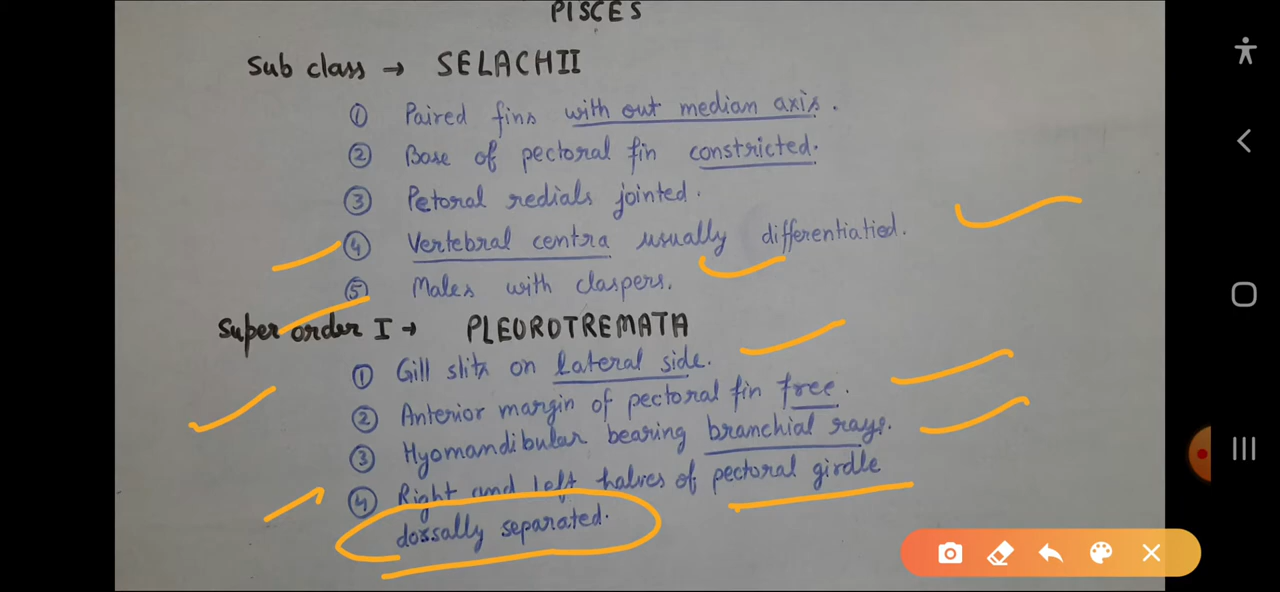 PISCES
Sub class → SELACHII
① Paired fins with out median axis.
② Base of pectoral fin constricted.
③ Petoral redials jointed.
④ Vertebral centra usually differentiatied.
⑤ Males with claspers.
Super order I → PLEUROTREMATA
① Gill slits on Lateral side.
② Anterior margin of pectoral fin free.
③ Hyomandibular bearing branchial rays.
④ Right and left halves of pectoral girdle
dorsally separated.